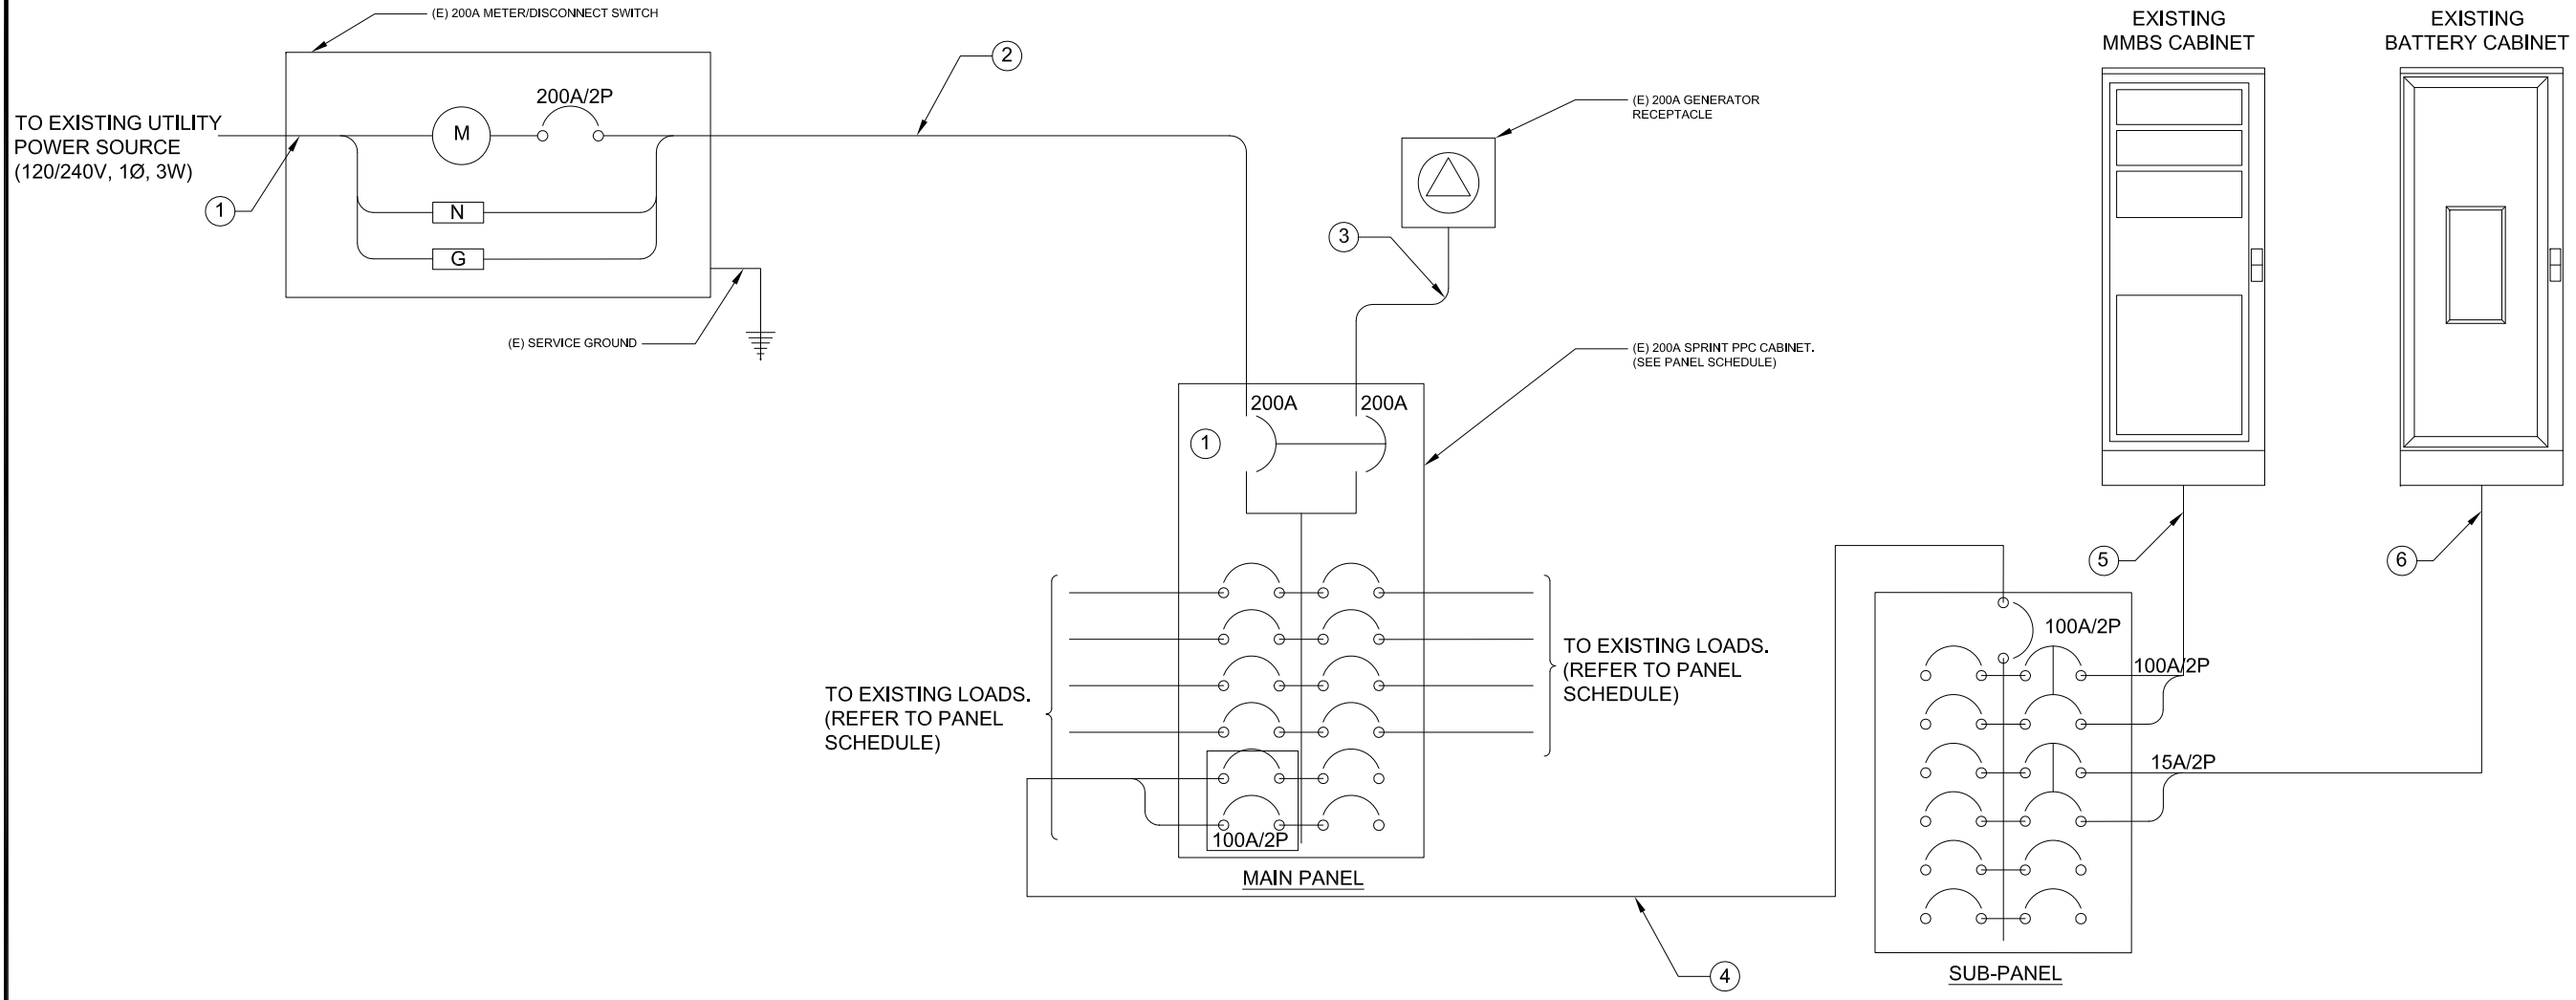 (E) 200A METER/DISCONNECT SWITCH
200A/2P
M
N
G
TO EXISTING UTILITY
POWER SOURCE
(120/240V, 1Ø, 3W)
1
(E) SERVICE GROUND
2
(E) 200A GENERATOR
RECEPTACLE
3
(E) 200A SPRINT PPC CABINET.
(SEE PANEL SCHEDULE)
200A
200A
1
TO EXISTING LOADS.
(REFER TO PANEL
SCHEDULE)
TO EXISTING LOADS.
(REFER TO PANEL
SCHEDULE)
100A/2P
MAIN PANEL
4
EXISTING
MMBS CABINET
EXISTING
BATTERY CABINET
5
6
100A/2P
100A/2P
15A/2P
SUB-PANEL